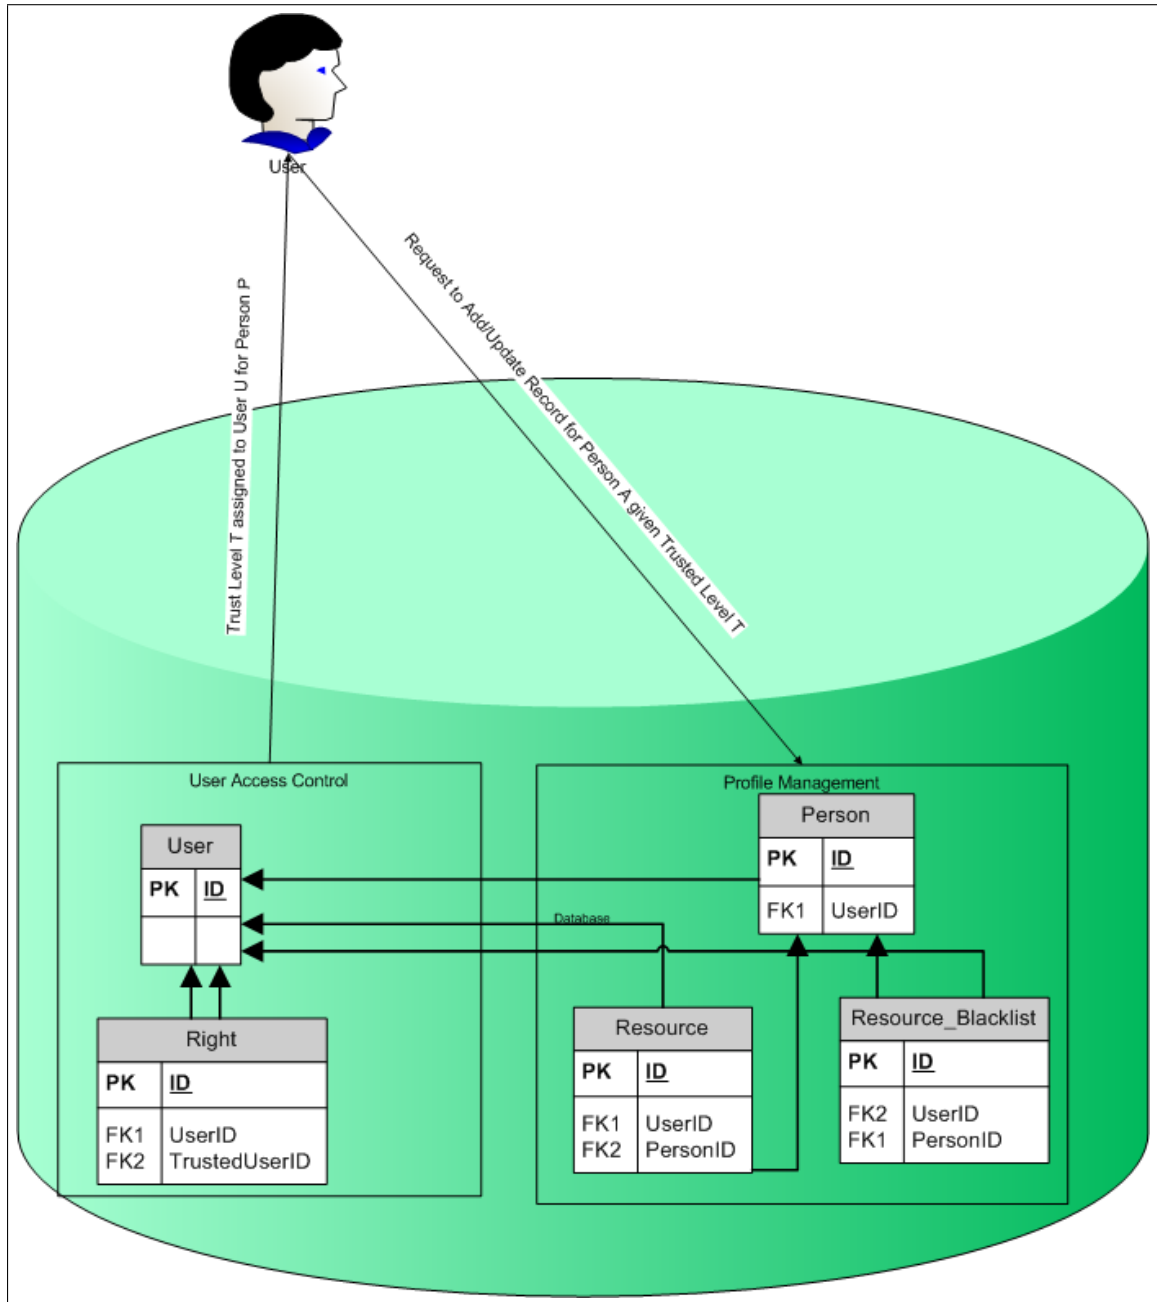 User
Trust Level T assigned to User U for Person P
Request to Add/Update Record for Person A given Trusted Level T
User Access Control
User
PK ID
Right
PK ID
FK1 UserID
FK2 TrustedUserID
Database
Profile Management
Person
PK ID
FK1 UserID
Resource
PK ID
FK1 UserID
FK2 PersonID
Resource_Blacklist
PK ID
FK2 UserID
FK1 PersonID